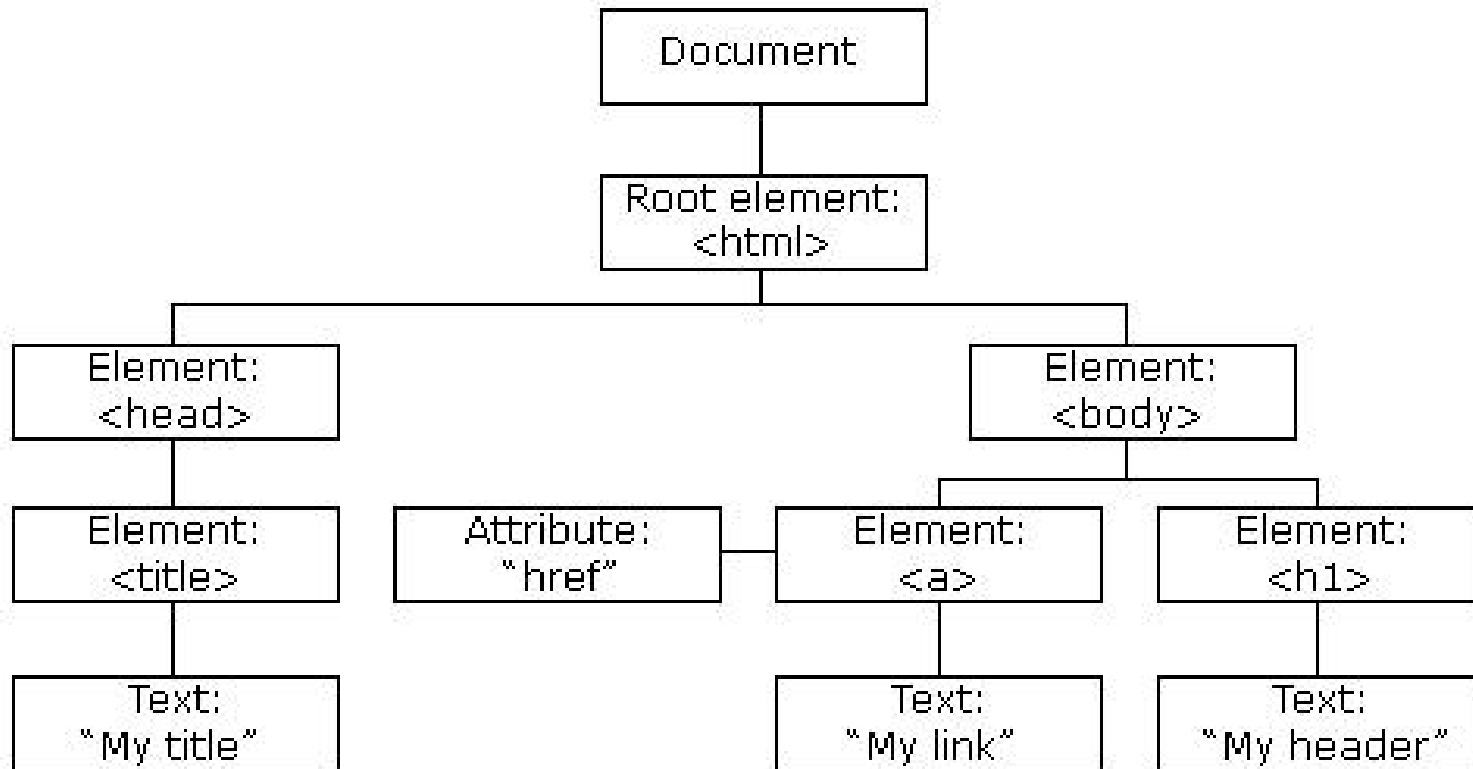 Document
Root element:
<html>
Element:
<head>
Element:
<body>
Element:
<title>
Attribute:
"href"
Element:
<a>
Element:
<h1>
Text:
"My title"
Text:
"My link"
Text:
"My header"